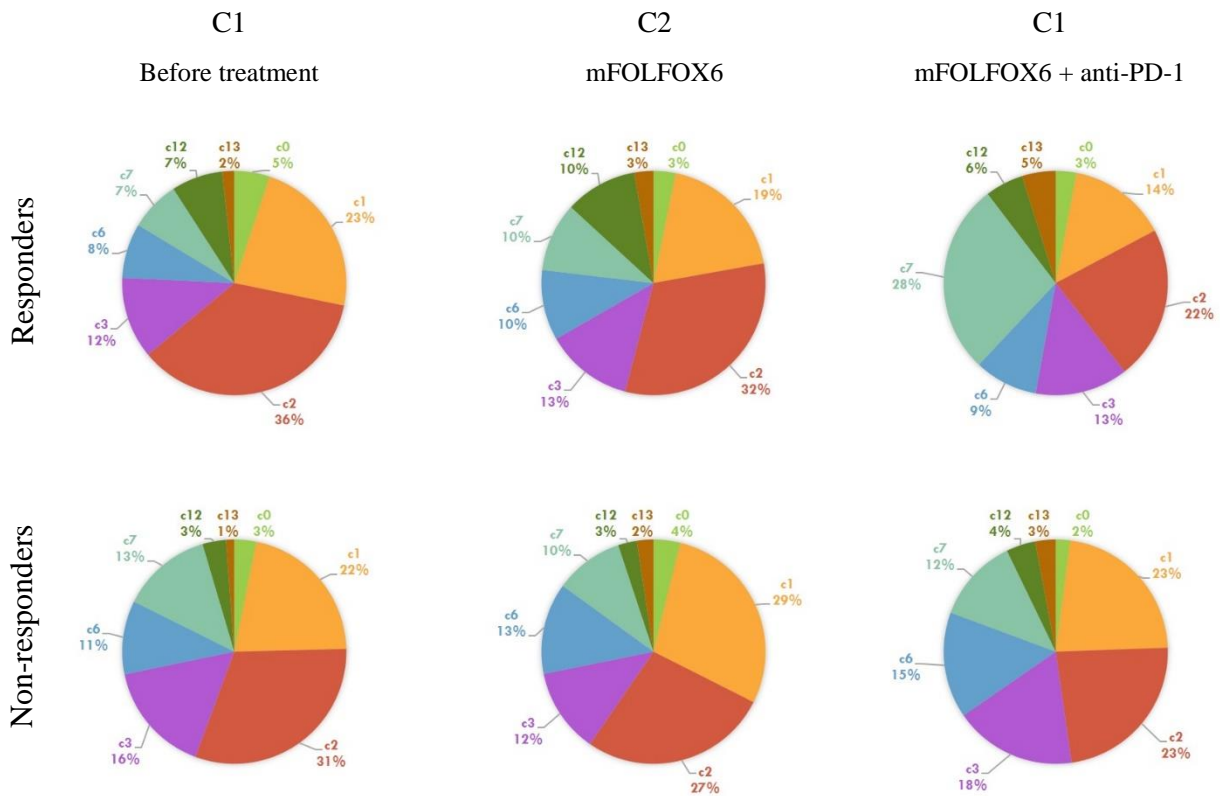 C1
C2
C1
Before treatment
mFOLFOX6
mFOLFOX6 + anti-PD-1
Responders
c12
7%
c13
2%
c0
5%
c1
23%
c2
36%
c3
12%
c6
8%
c7
7%
c12
10%
c13
3%
c0
3%
c1
19%
c2
32%
c3
13%
c6
10%
c7
10%
c12
6%
c13
5%
c0
3%
c1
14%
c2
22%
c3
13%
c6
9%
c7
28%
Non-responders
c12
3%
c13
1%
c0
3%
c1
22%
c2
31%
c3
16%
c6
11%
c7
13%
c12
3%
c13
2%
c0
4%
c1
29%
c2
27%
c3
12%
c6
13%
c7
10%
c12
4%
c13
3%
c0
2%
c1
23%
c2
23%
c3
18%
c6
15%
c7
12%